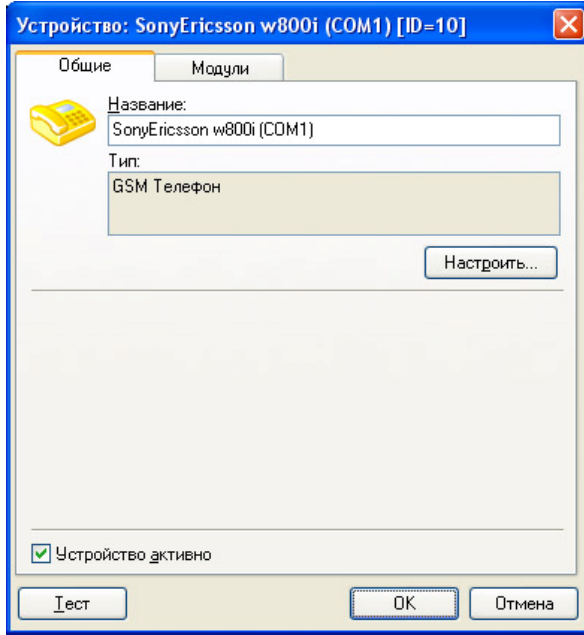 Устройство: SonyEricsson w800i (COM1) [ID=10]
Общие Модули
Название:
SonyEricsson w800i (COM1)
Тип:
GSM Телефон
Настроить...
Устройство активно
Тест OK Отмена